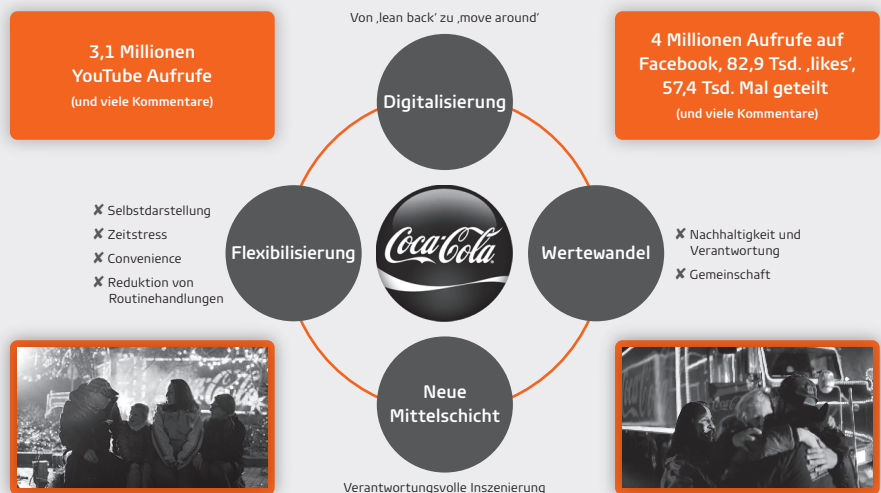 Von ‚lean back‘ zu ‚move around‘
3,1 Millionen
YouTube Aufrufe
(und viele Kommentare)
4 Millionen Aufrufe auf
Facebook, 82,9 Tsd. ‚likes‘,
57,4 Tsd. Mal geteilt
(und viele Kommentare)
Digitalisierung
✘ Selbstdarstellung
✘ Zeitstress
✘ Convenience
✘ Reduktion von
Routinehandlungen
Flexibilisierung
Coca-Cola
Wertewandel
✘ Nachhaltigkeit und
Verantwortung
✘ Gemeinschaft
Neue
Mittelschicht
Verantwortungsvolle Inszenierung